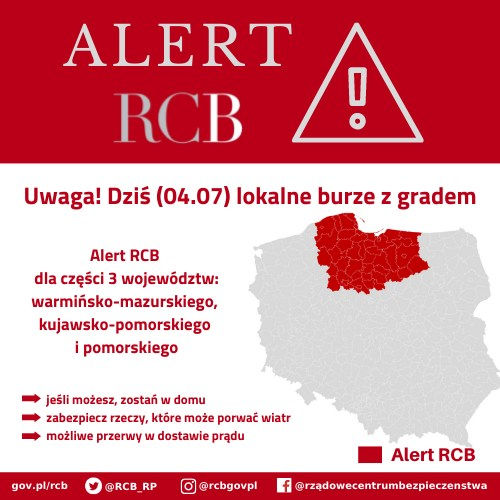 ALERT
RCB
Uwaga! Dziś (04.07) lokalne burze z gradem
Alert RCB
dla części 3 województw:
warmińsko-mazurskiego,
kujawsko-pomorskiego
i pomorskiego
jeśli możesz, zostań w domu
zabezpiecz rzeczy, które może porwać wiatr
możliwe przerwy w dostawie prądu
Alert RCB
gov.pl/rcb @RCB_RP @rcbgovpl @rządowecentrumbezpieczenstwa